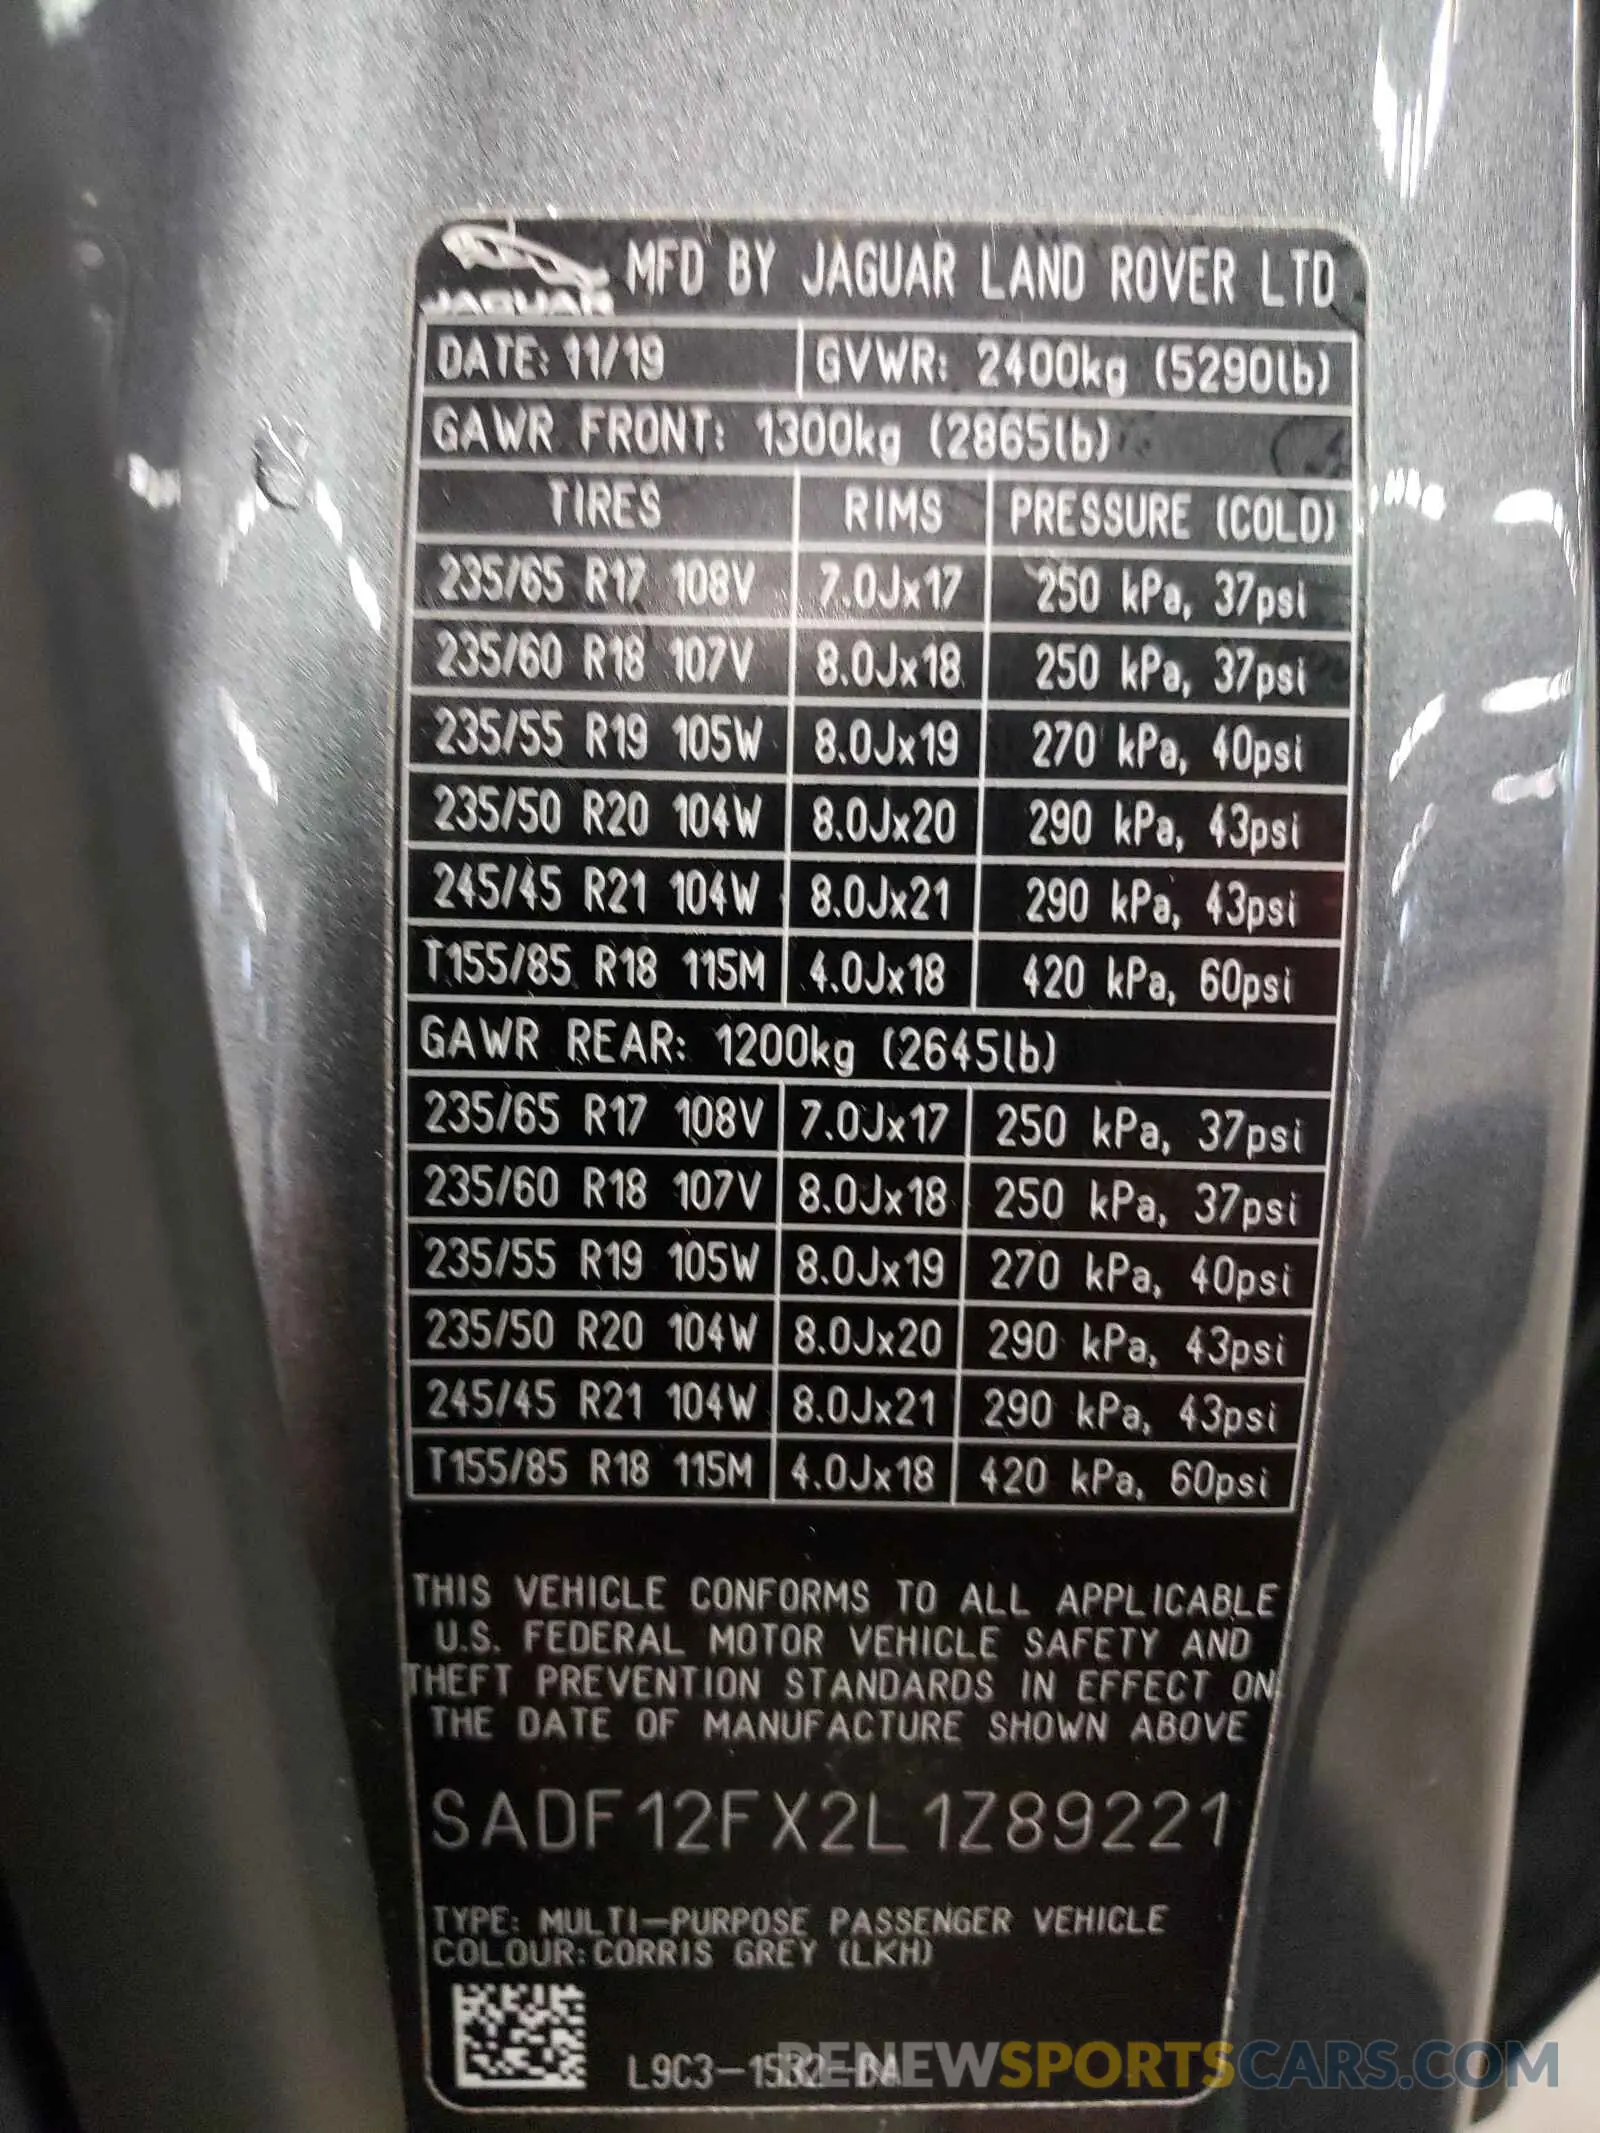 JAGUAR MFD BY JAGUAR LAND ROVER LTD
DATE: 11/19 GVWR: 2400kg (5290lb)
GAWR FRONT: 1300kg (2865lb)
TIRES RIMS PRESSURE (COLD)
235/65 R17 108V 7.0Jx17 250 kPa, 37psi
235/60 R18 107V 8.0Jx18 250 kPa, 37psi
235/55 R19 105W 8.0Jx19 270 kPa, 40psi
235/50 R20 104W 8.0Jx20 290 kPa, 43psi
245/45 R21 104W 8.0Jx21 290 kPa, 43psi
T155/85 R18 115M 4.0Jx18 420 kPa, 60psi
GAWR REAR: 1200kg (2645lb)
235/65 R17 108V 7.0Jx17 250 kPa, 37psi
235/60 R18 107V 8.0Jx18 250 kPa, 37psi
235/55 R19 105W 8.0Jx19 270 kPa, 40psi
235/50 R20 104W 8.0Jx20 290 kPa, 43psi
245/45 R21 104W 8.0Jx21 290 kPa, 43psi
T155/85 R18 115M 4.0Jx18 420 kPa, 60psi
THIS VEHICLE CONFORMS TO ALL APPLICABLE
U.S. FEDERAL MOTOR VEHICLE SAFETY AND
THEFT PREVENTION STANDARDS IN EFFECT ON
THE DATE OF MANUFACTURE SHOWN ABOVE
SADF12FX2L1Z89221
TYPE: MULTI-PURPOSE PASSENGER VEHICLE
COLOUR: CORRIS GREY (LKH)
L9C3-1532-BA
RENEWSPORTSCARS.COM